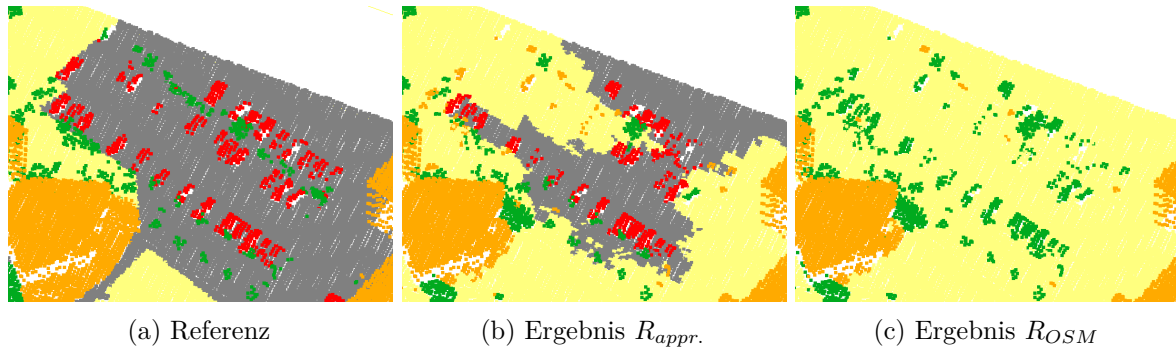 (a) Referenz
(b) Ergebnis R_{appr.}
(c) Ergebnis R_{OSM}